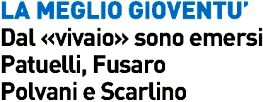 LA MEGLIO GIOVENTU’
Dal «vivaio» sono emersi
Patuelli, Fusaro
Polvani e Scarlino